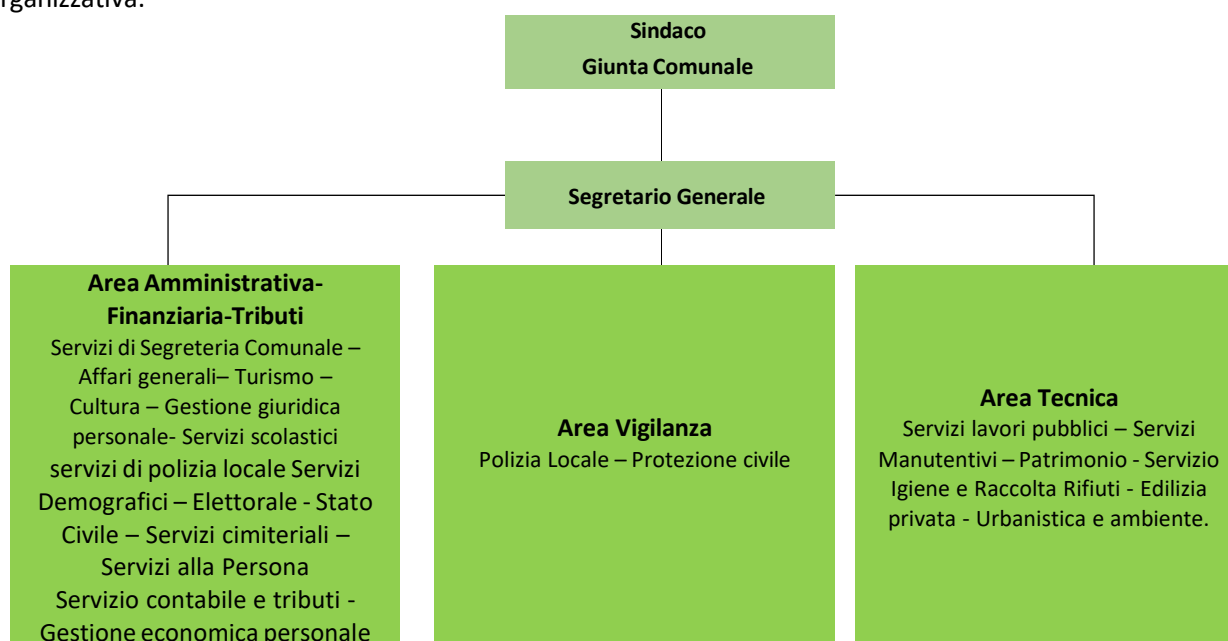 rganizzativa.
Sindaco
Giunta Comunale
Segretario Generale
Area Amministrativa-
Finanziaria-Tributi
Servizi di Segreteria Comunale –
Affari generali– Turismo –
Cultura – Gestione giuridica
personale- Servizi scolastici
servizi di polizia locale Servizi
Demografici – Elettorale - Stato
Civile – Servizi cimiteriali –
Servizi alla Persona
Servizio contabile e tributi -
Gestione economica personale
Area Vigilanza
Polizia Locale – Protezione civile
Area Tecnica
Servizi lavori pubblici – Servizi
Manutentivi – Patrimonio - Servizio
Igiene e Raccolta Rifiuti - Edilizia
privata - Urbanistica e ambiente.